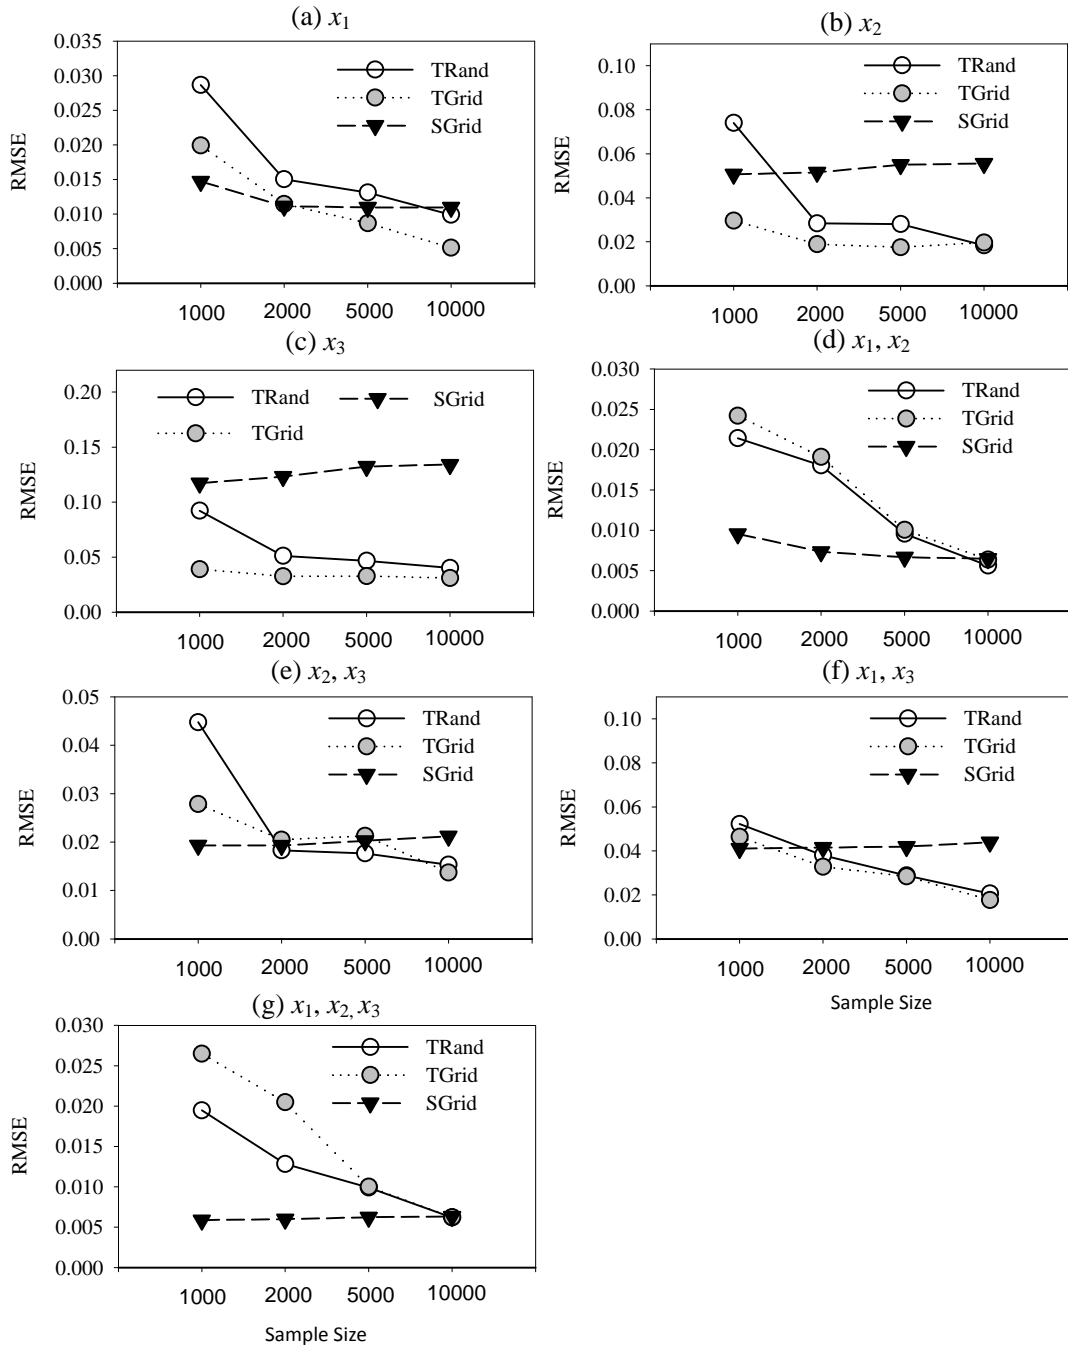 (a) x1
RMSE
0.035
0.030
0.025
0.020
0.015
0.010
0.005
0.000
TRand
TGrid
SGrid
1000 2000 5000 10000
(b) x2
RMSE
0.10
0.08
0.06
0.04
0.02
0.00
TRand
TGrid
SGrid
1000 2000 5000 10000
(c) x3
RMSE
0.20
0.15
0.10
0.05
0.00
TRand SGrid
TGrid
1000 2000 5000 10000
(d) x1, x2
RMSE
0.030
0.025
0.020
0.015
0.010
0.005
0.000
TRand
TGrid
SGrid
1000 2000 5000 10000
(e) x2, x3
RMSE
0.05
0.04
0.03
0.02
0.01
0.00
TRand
TGrid
SGrid
1000 2000 5000 10000
(f) x1, x3
RMSE
0.10
0.08
0.06
0.04
0.02
0.00
TRand
TGrid
SGrid
1000 2000 5000 10000
Sample Size
(g) x1, x2, x3
RMSE
0.030
0.025
0.020
0.015
0.010
0.005
0.000
TRand
TGrid
SGrid
1000 2000 5000 10000
Sample Size